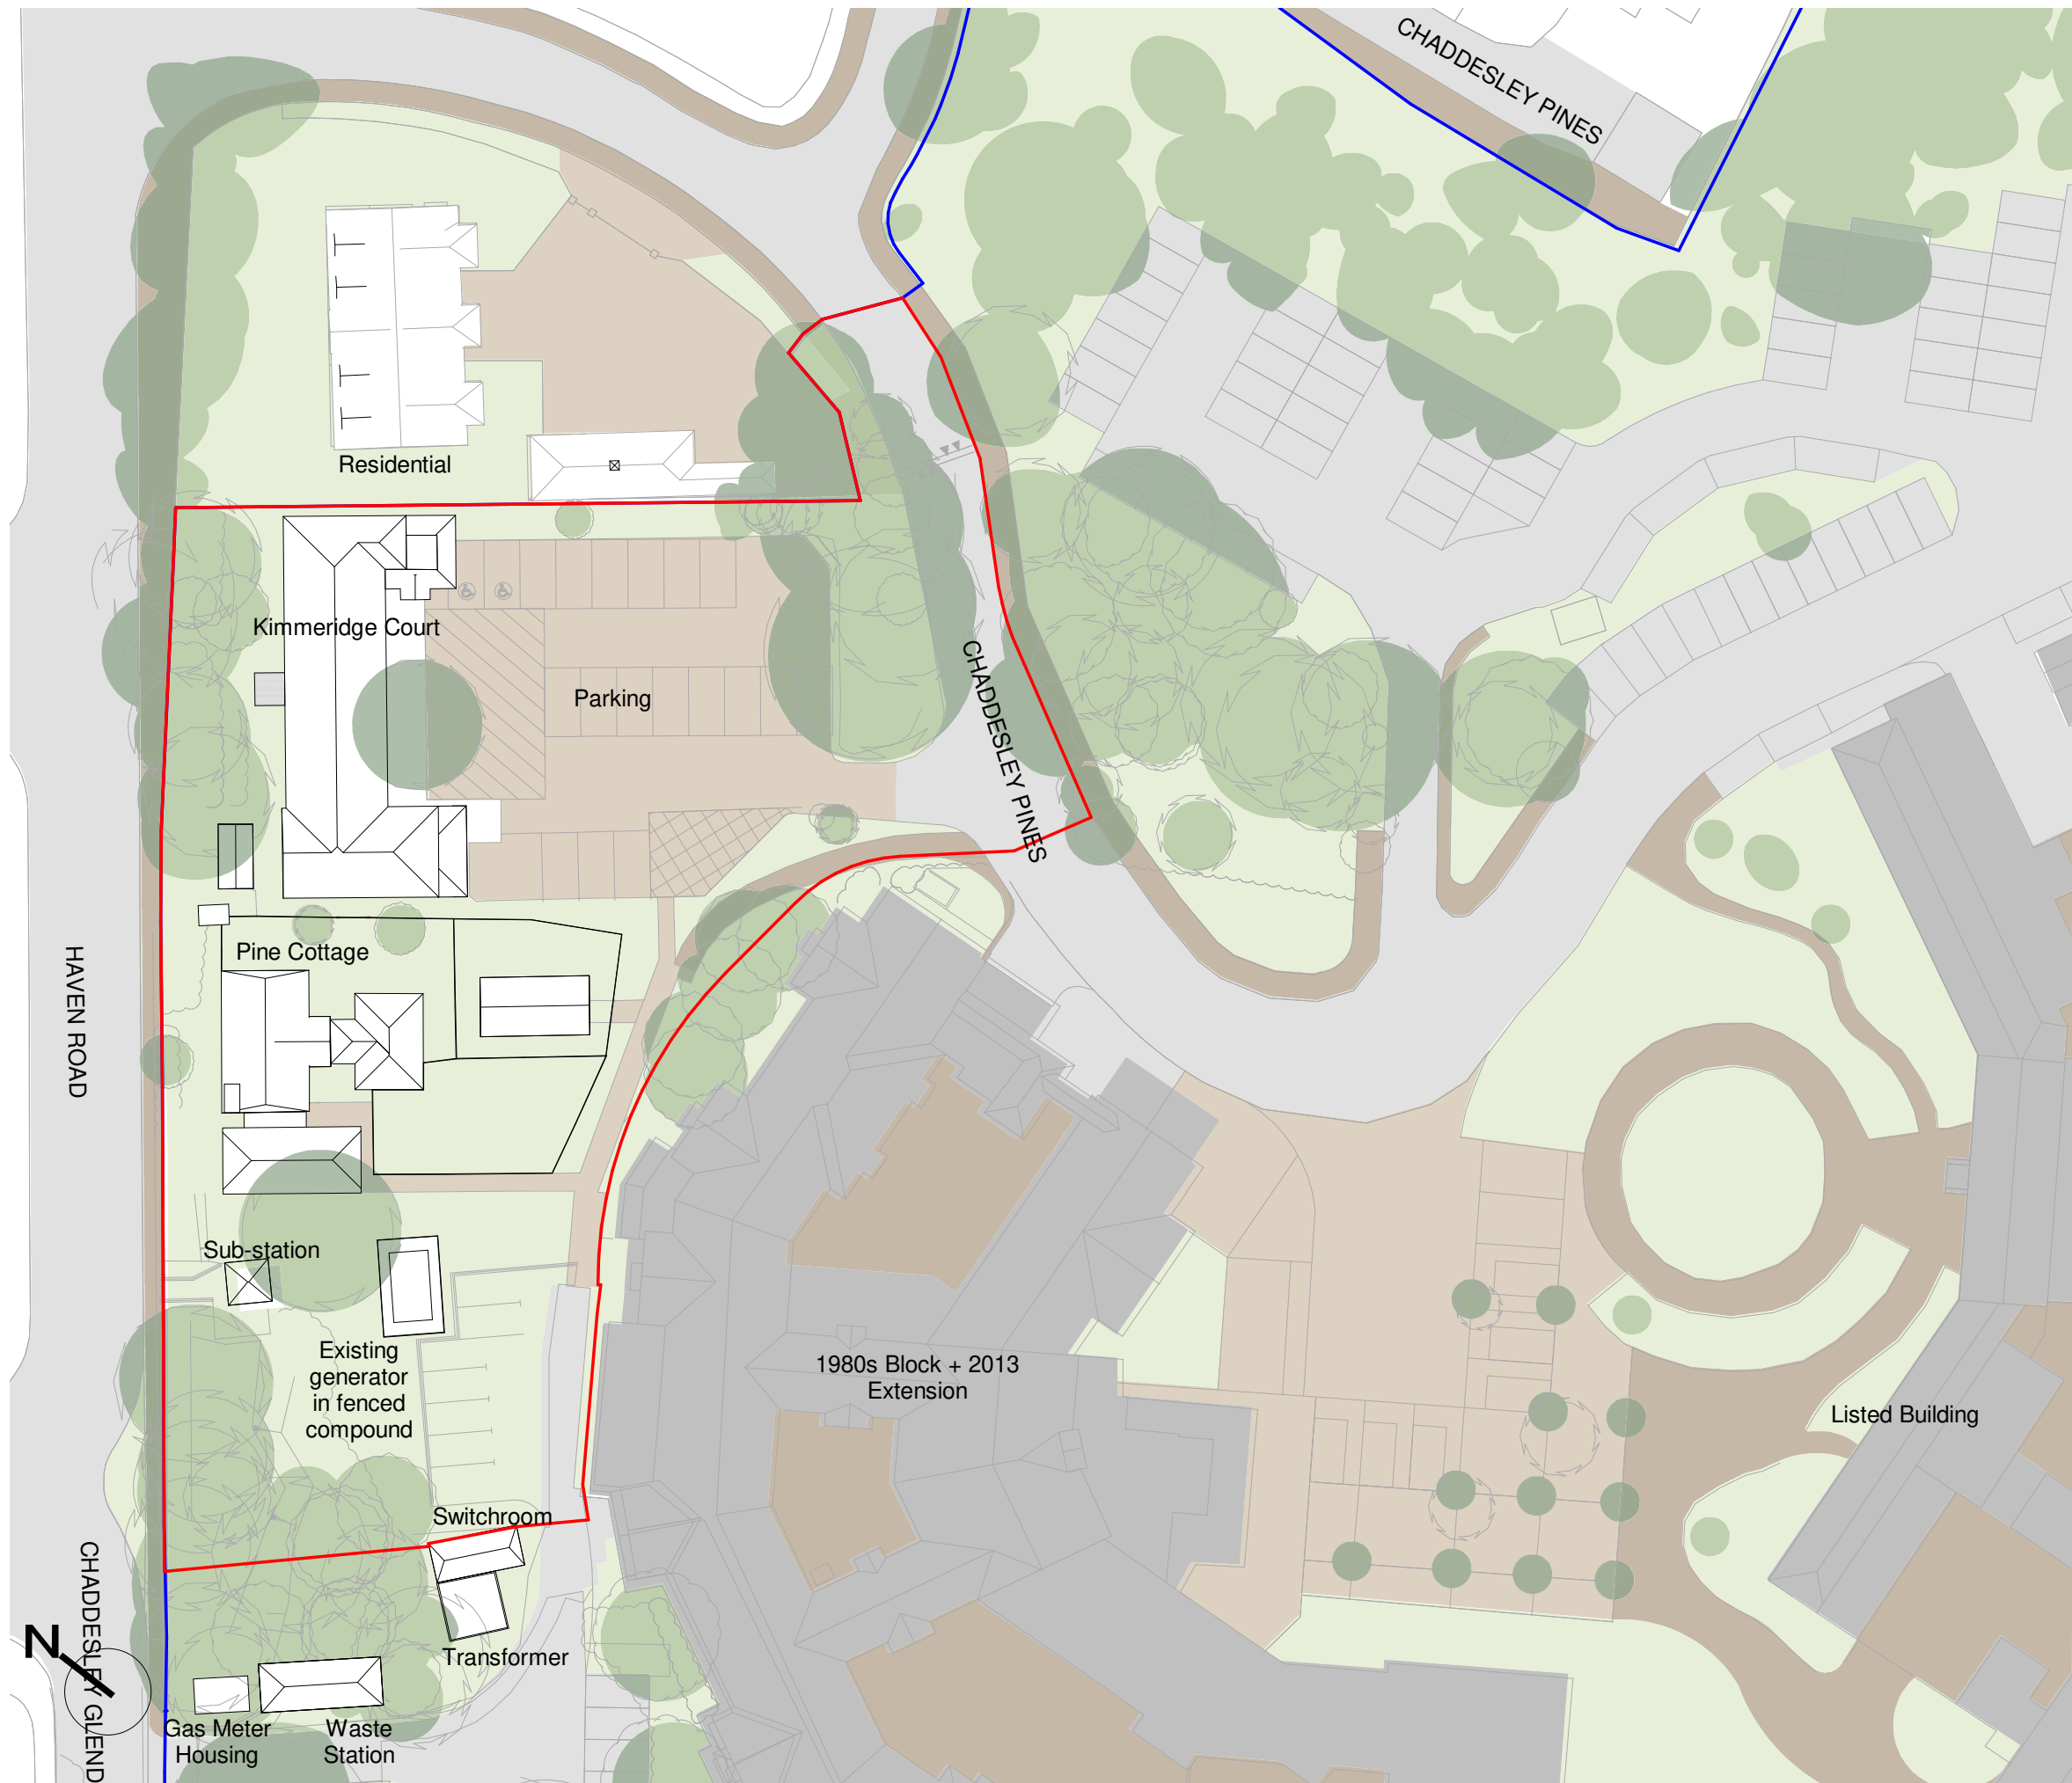 CHADDESLEY PINES
Residential
Kimmeridge Court
Parking
CHADDESLEY PINES
Pine Cottage
HAVEN ROAD
Sub-station
Existing
generator
in fenced
compound
1980s Block + 2013
Extension
Listed Building
Switchroom
CHADDESLEY GLEND
N
Transformer
Gas Meter
Housing
Waste
Station